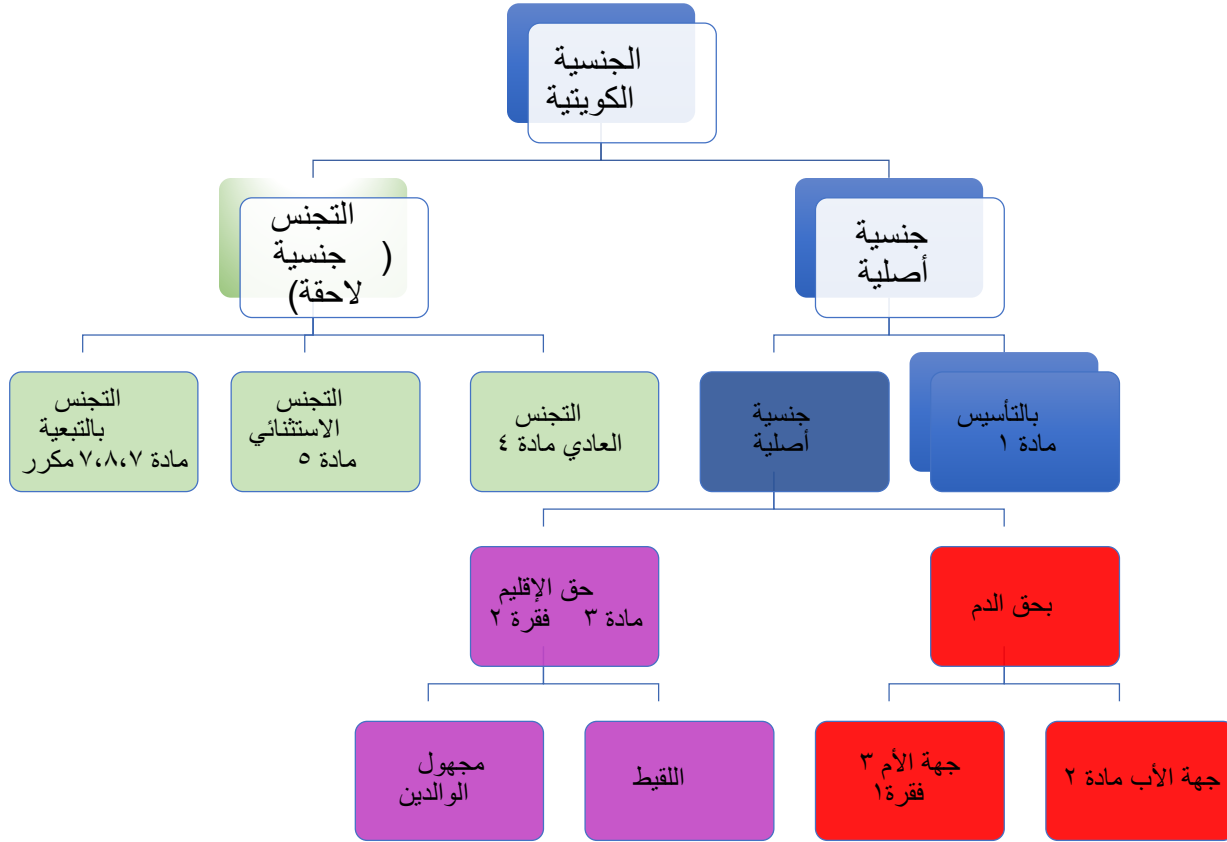 الجنسية
الكويتية
جنسية
أصلية
التجنس
( جنسية
لاحقة)
بالتأسيس
مادة ١
جنسية
أصلية
التجنس
العادي مادة ٤
التجنس
الاستثنائي
مادة ٥
التجنس
بالتبعية
مادة ٧،٨،٧ مكرر
بحق الدم
حق الإقليم
مادة ٣ فقرة ٢
جهة الأب مادة ٢
جهة الأم ٣
فقرة١
اللقيط
مجهول
الوالدين